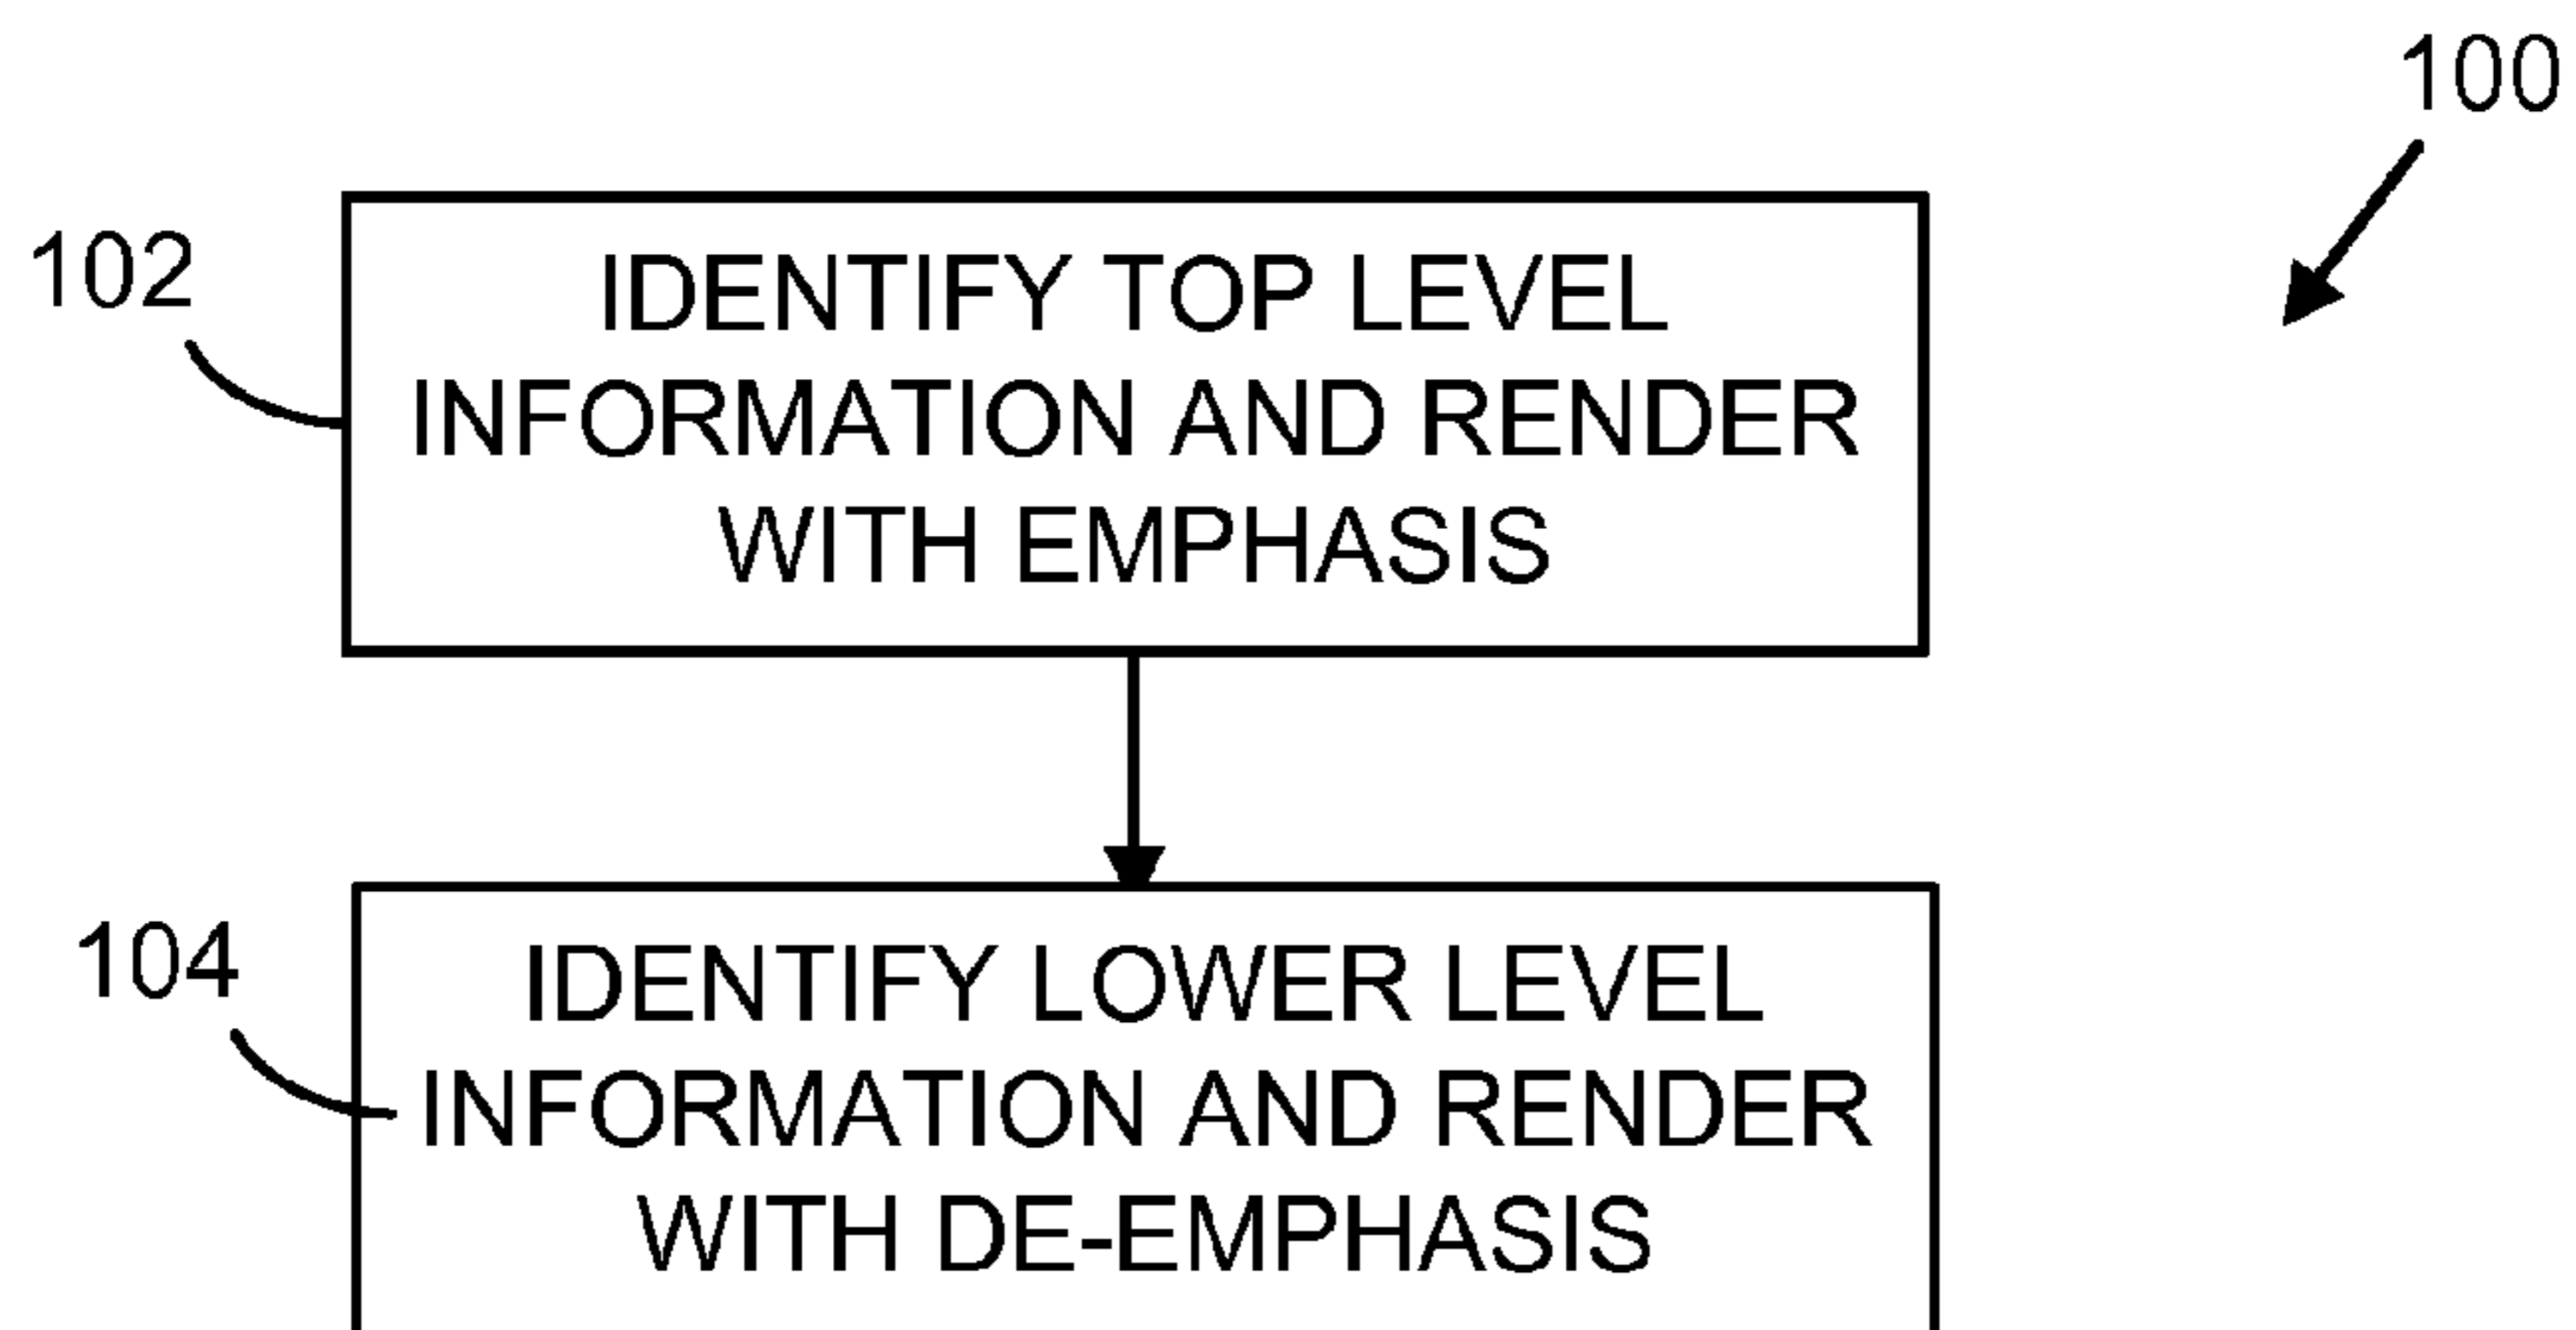 100
102
IDENTIFY TOP LEVEL
INFORMATION AND RENDER
WITH EMPHASIS
104
IDENTIFY LOWER LEVEL
INFORMATION AND RENDER
WITH DE-EMPHASIS